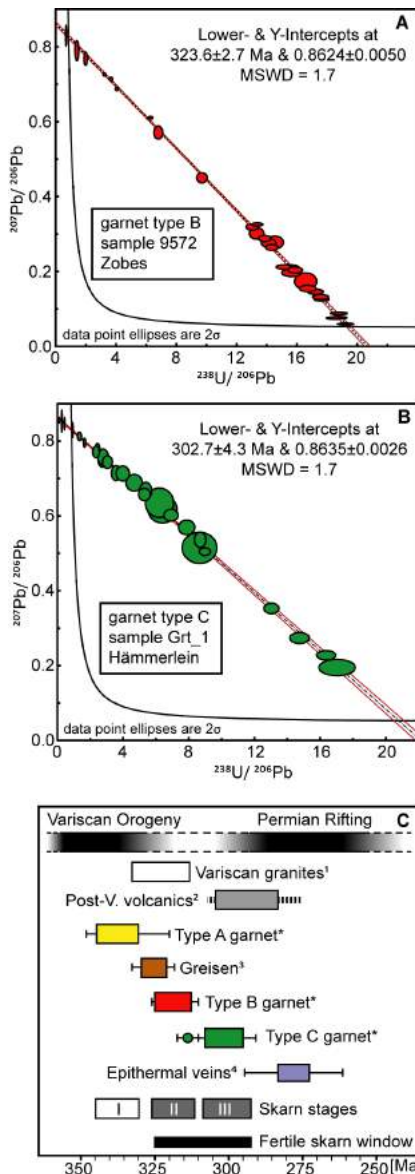 A
Lower- & Y-Intercepts at
323.6±2.7 Ma & 0.8624±0.0050
MSWD = 1.7
0.8
0.6
0.4
0.2
0.0
²⁰⁷Pb/ ²⁰⁶Pb
garnet type B
sample 9572
Zobes
data point ellipses are 2σ
0 4 8 12 16 20
²³⁸U/ ²⁰⁶Pb
B
Lower- & Y-Intercepts at
302.7±4.3 Ma & 0.8635±0.0026
MSWD = 1.7
0.8
0.6
0.4
0.2
0.0
²⁰⁷Pb/ ²⁰⁶Pb
garnet type C
sample Grt_1
Hämmerlein
data point ellipses are 2σ
0 4 8 12 16 20
²³⁸U/ ²⁰⁶Pb
Variscan Orogeny Permian Rifting C
Variscan granites¹
Post-V. volcanics²
Type A garnet*
Greisen³
Type B garnet*
Type C garnet*
Epithermal veins⁴
I II III Skarn stages
Fertile skarn window
350 325 300 275 250 [Ma]